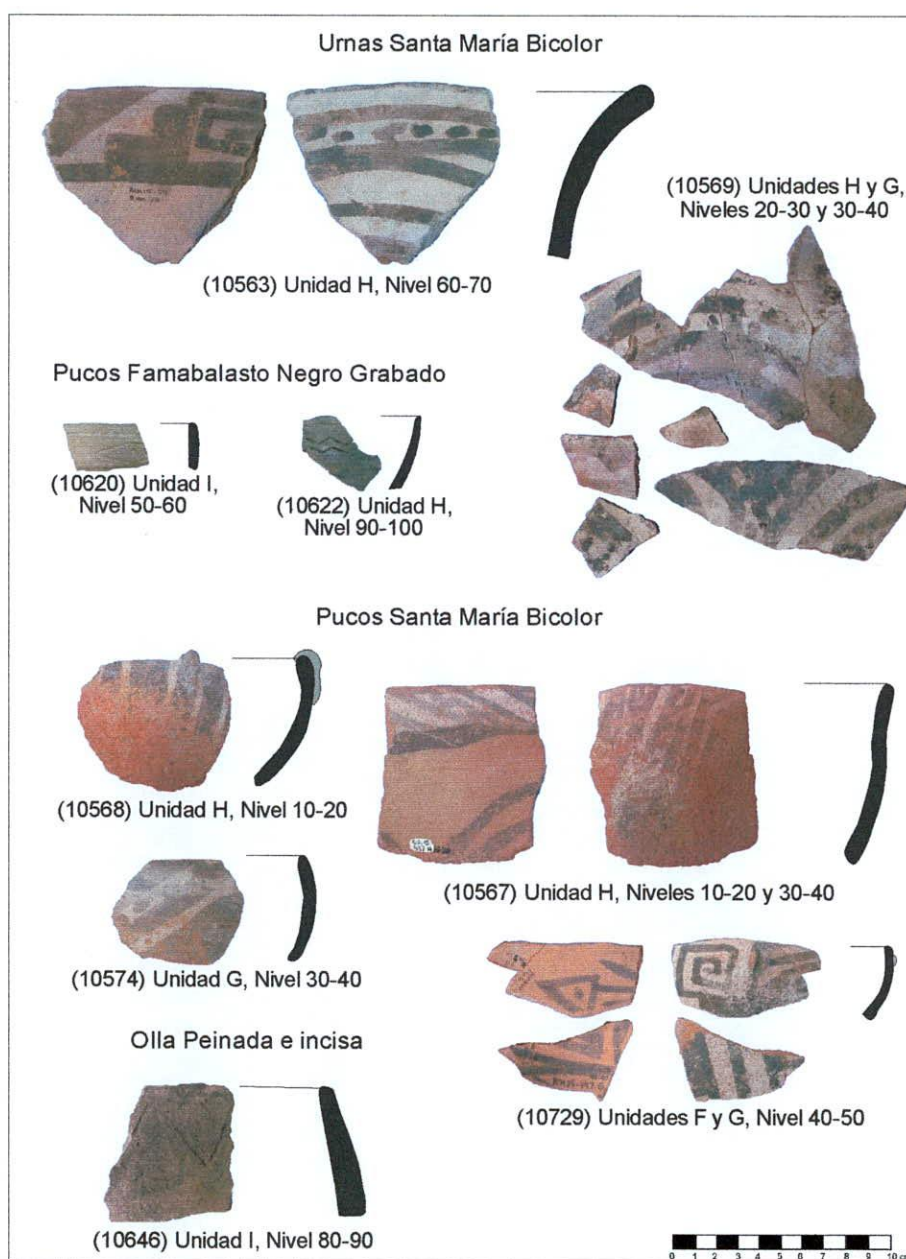 Urnas Santa María Bicolor
(10569) Unidades H y G,
Niveles 20-30 y 30-40
(10563) Unidad H, Nivel 60-70
Pucos Famabalasto Negro Grabado
(10620) Unidad I,
Nivel 50-60
(10622) Unidad H,
Nivel 90-100
Pucos Santa María Bicolor
(10568) Unidad H, Nivel 10-20
(10567) Unidad H, Niveles 10-20 y 30-40
(10574) Unidad G, Nivel 30-40
Olla Peinada e incisa
(10729) Unidades F y G, Nivel 40-50
(10646) Unidad I, Nivel 80-90
0 1 2 3 4 5 6 7 8 9 10